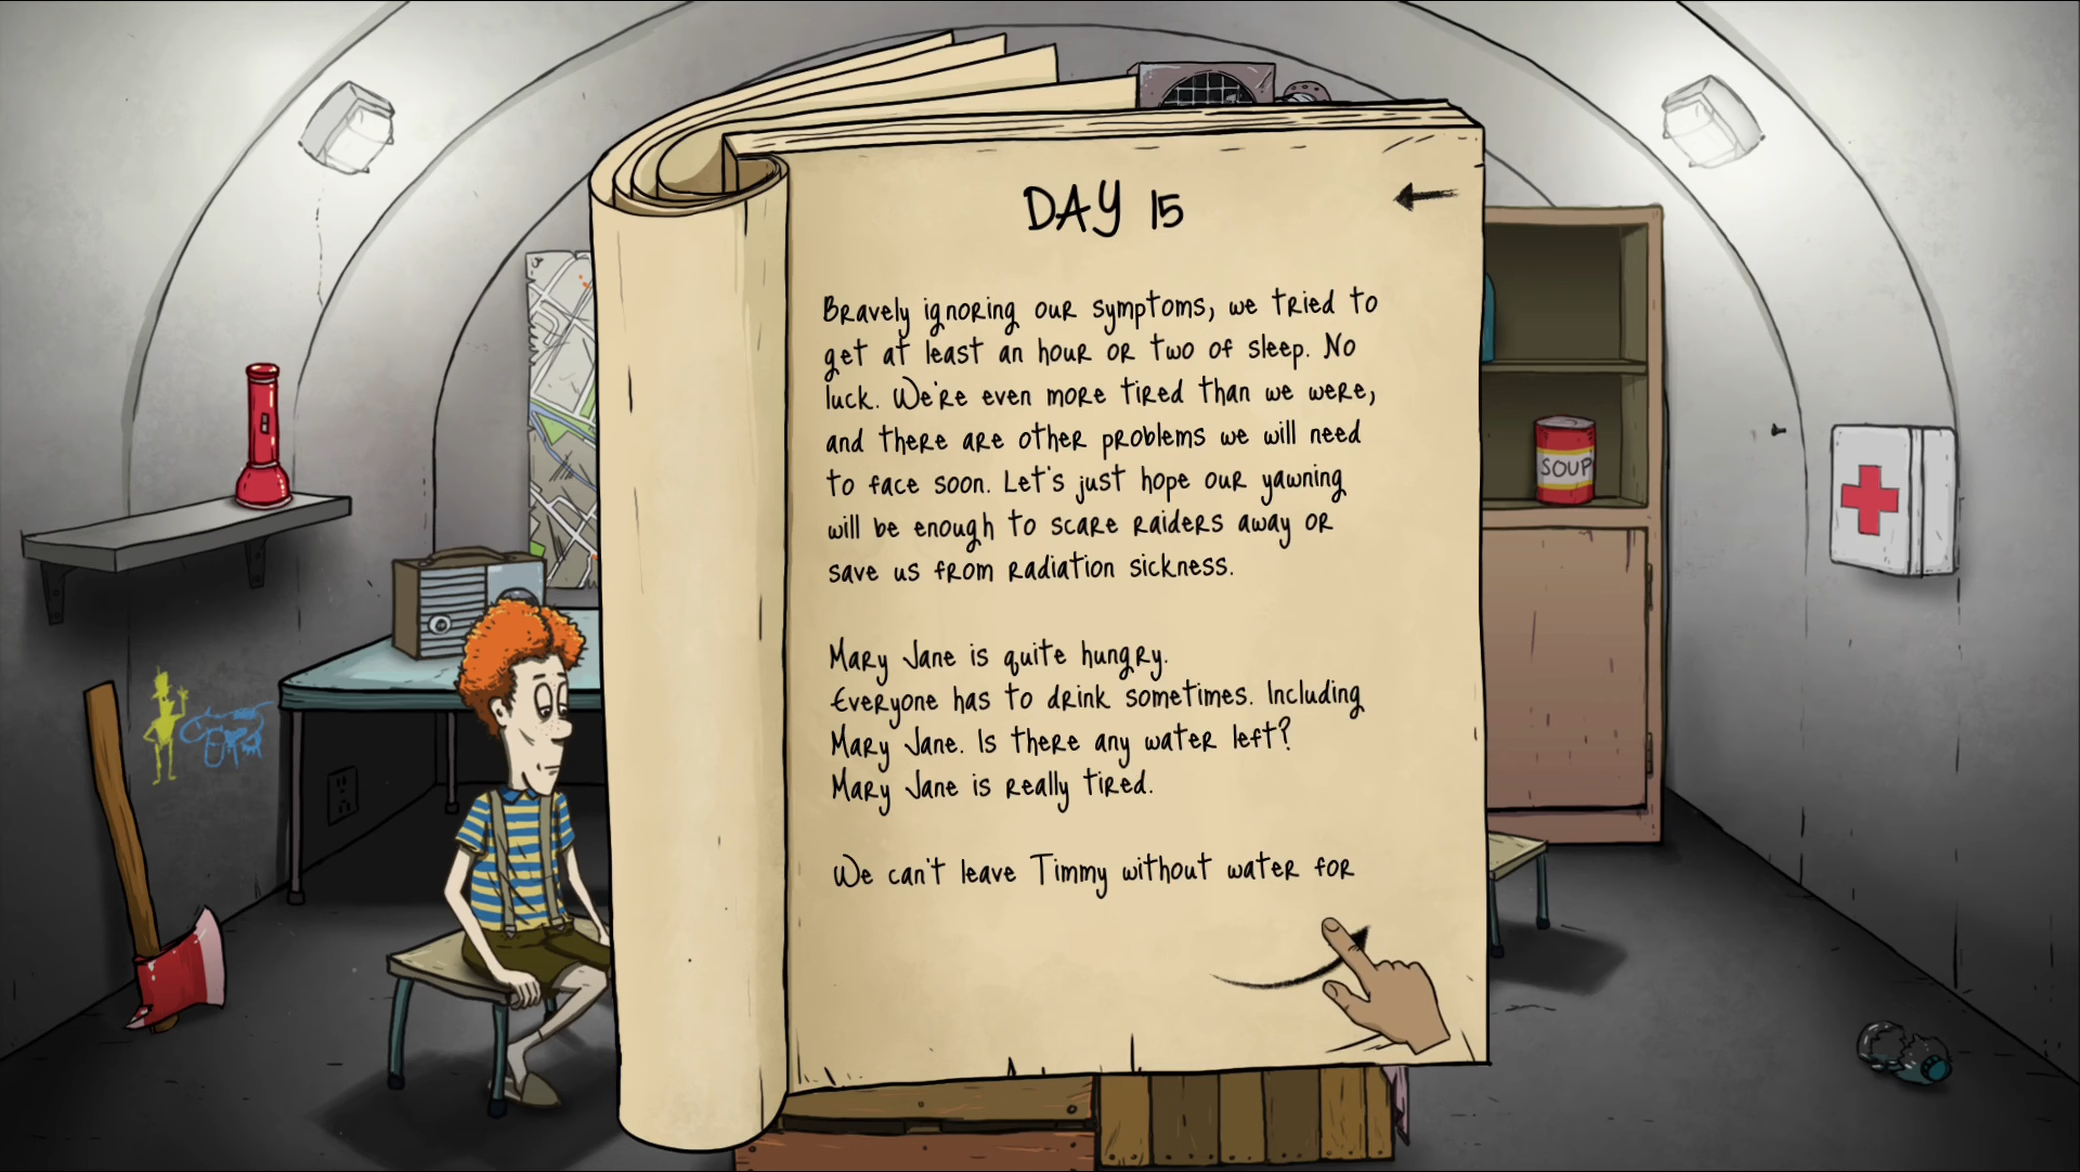 DAY 15
Bravely ignoring our symptoms, we tried to
get at least an hour or two of sleep. No
luck. We're even more tired than we were,
and there are other problems we will need
to face soon. Let's just hope our yawning
will be enough to scare raiders away or
save us from radiation sickness.
Mary Jane is quite hungry.
Everyone has to drink sometimes. Including
Mary Jane. Is there any water left?
Mary Jane is really tired.
We can't leave Timmy without water for
SOUP